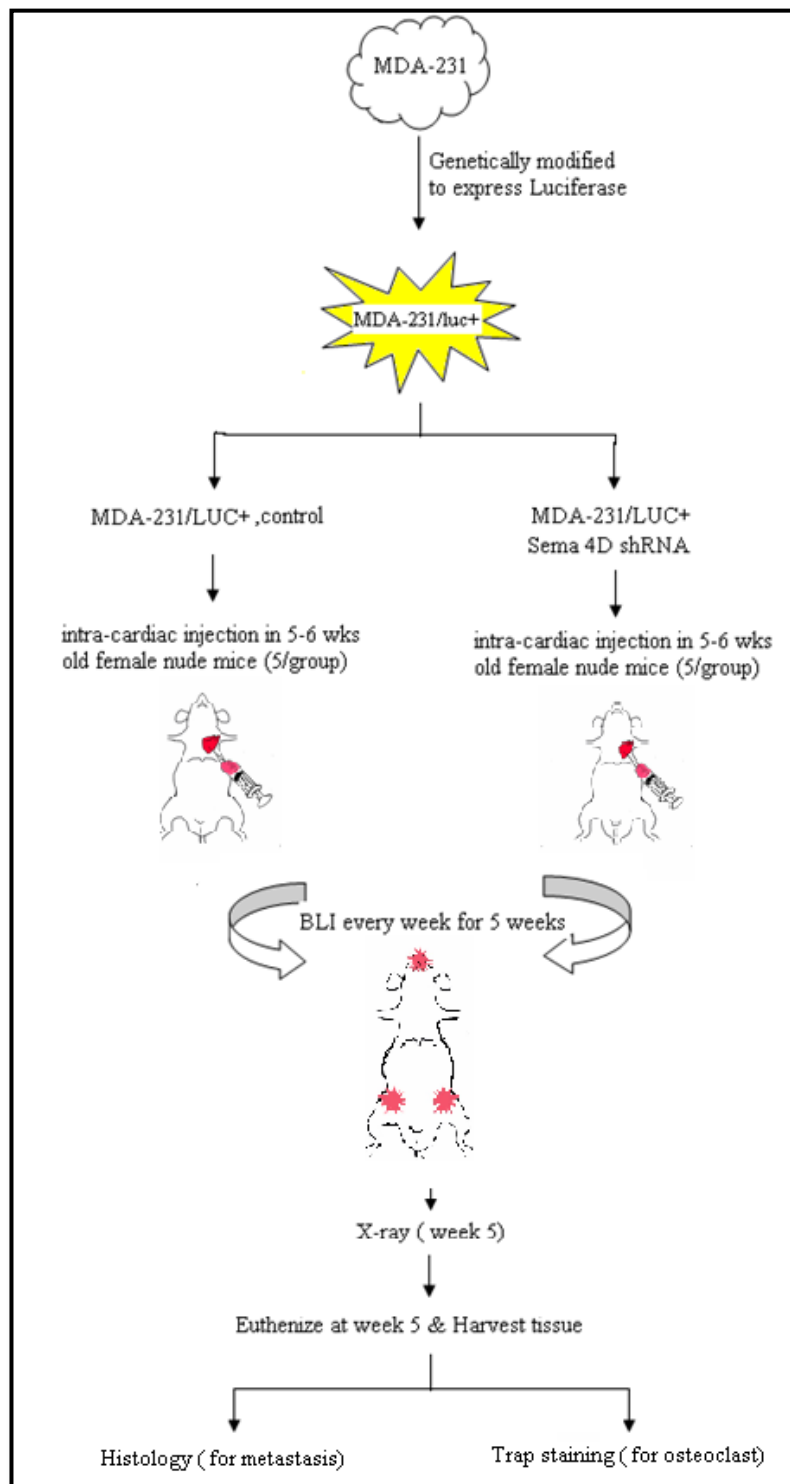 MDA-231
Genetically modified
to express Luciferase
MDA-231/luc+
MDA-231/LUC+ ,control
MDA-231/LUC+
Sema 4D shRNA
intra-cardiac injection in 5-6 wks
old female nude mice (5/group)
intra-cardiac injection in 5-6 wks
old female nude mice (5/group)
BLI every week for 5 weeks
X-ray ( week 5)
Euthenize at week 5 & Harvest tissue
Histology ( for metastasis)
Trap staining ( for osteoclast)